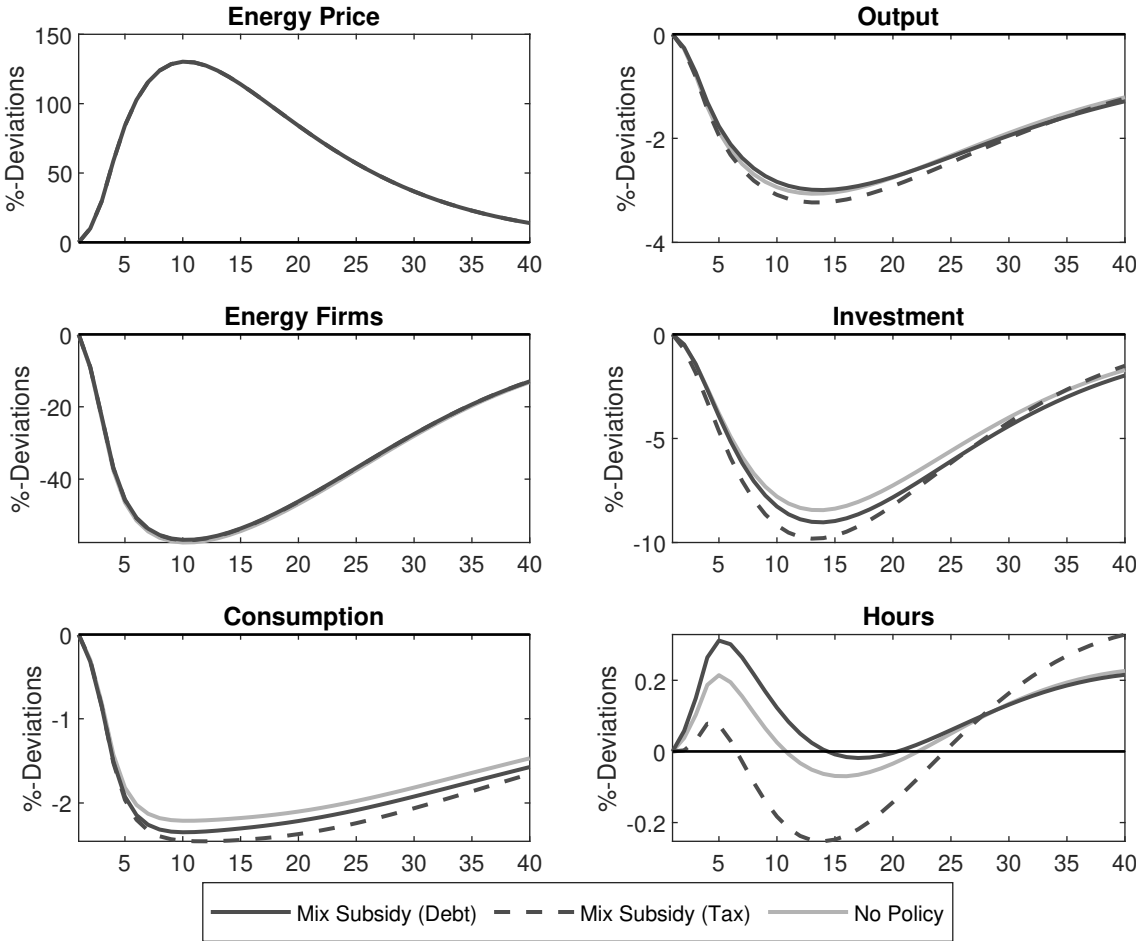 Energy Price
%-Deviations
150
100
50
0
5 10 15 20 25 30 35 40
Output
%-Deviations
0
-2
-4
5 10 15 20 25 30 35 40
Energy Firms
%-Deviations
0
-20
-40
5 10 15 20 25 30 35 40
Investment
%-Deviations
0
-5
-10
5 10 15 20 25 30 35 40
Consumption
%-Deviations
0
-1
-2
5 10 15 20 25 30 35 40
Hours
%-Deviations
0.2
0
-0.2
5 10 15 20 25 30 35 40
Mix Subsidy (Debt) Mix Subsidy (Tax) No Policy